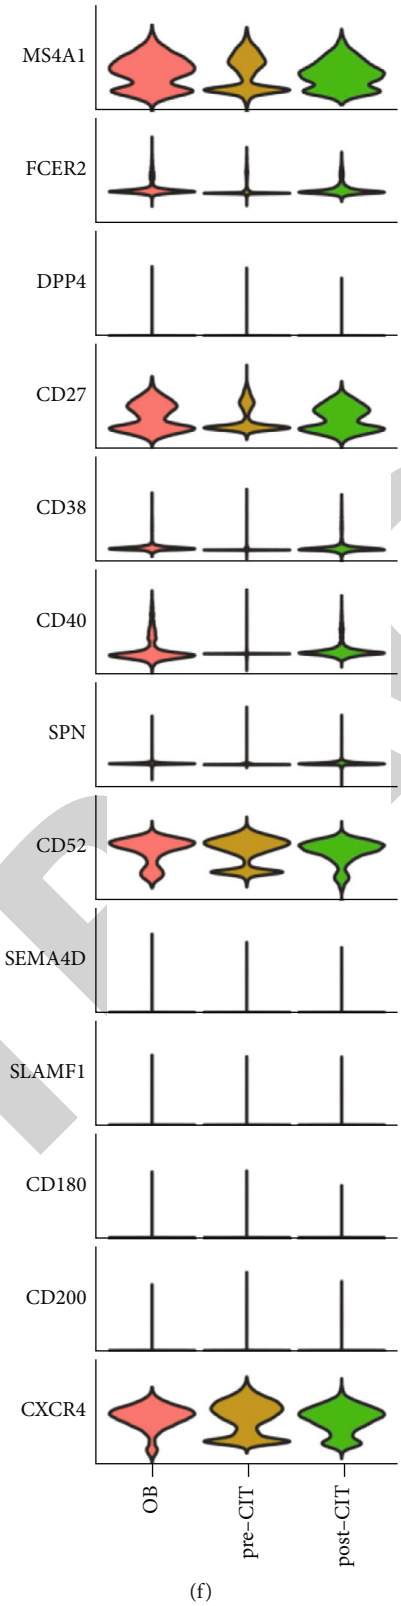 MS4A1
FCER2
DPP4
CD27
CD38
CD40
SPN
CD52
SEMA4D
SLAMF1
CD180
CD200
CXCR4
OB
pre–CIT
post–CIT
(f)